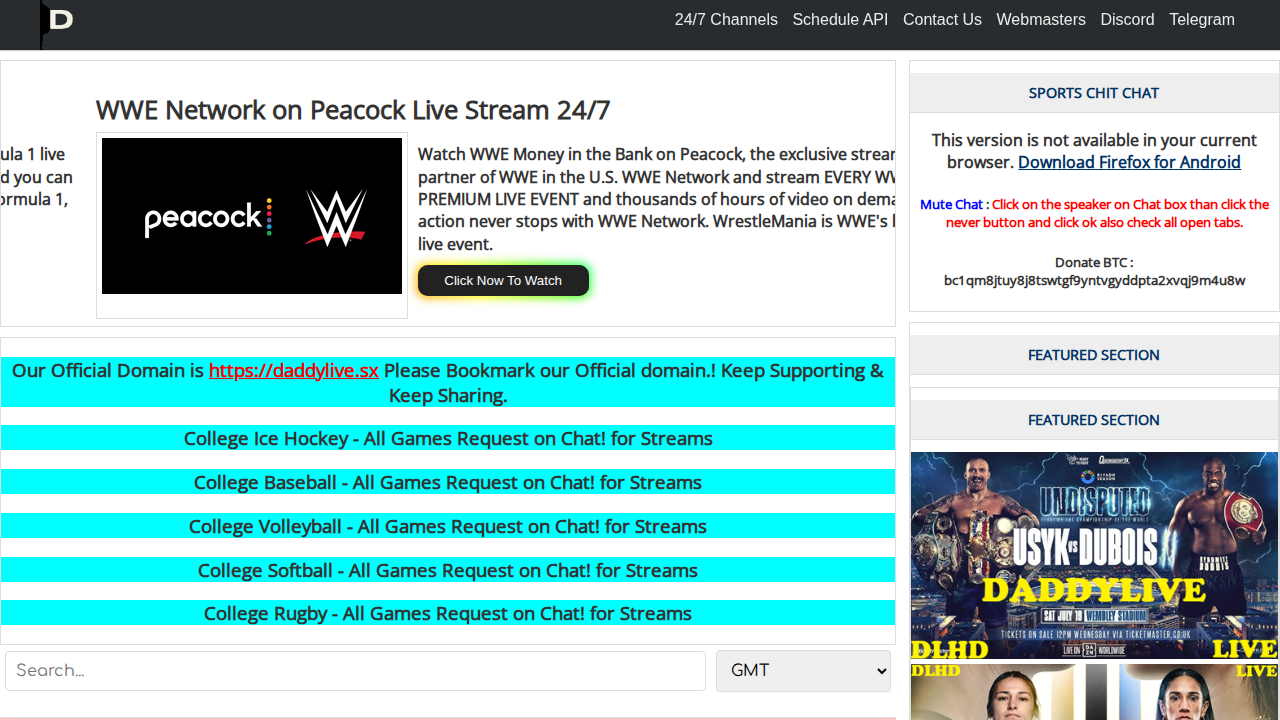 D
24/7 Channels Schedule API Contact Us Webmasters Discord Telegram
WWE Network on Peacock Live Stream 24/7
ula 1 live
d you can
ormula 1,
peacock W
Watch WWE Money in the Bank on Peacock, the exclusive strear
partner of WWE in the U.S. WWE Network and stream EVERY WW
PREMIUM LIVE EVENT and thousands of hours of video on dema
action never stops with WWE Network. WrestleMania is WWE's l
live event.
Click Now To Watch
Our Official Domain is https://daddylive.sx Please Bookmark our Official domain.! Keep Supporting &
Keep Sharing.
College Ice Hockey - All Games Request on Chat! for Streams
College Baseball - All Games Request on Chat! for Streams
College Volleyball - All Games Request on Chat! for Streams
College Softball - All Games Request on Chat! for Streams
College Rugby - All Games Request on Chat! for Streams
Search...
GMT
SPORTS CHIT CHAT
This version is not available in your current
browser. Download Firefox for Android
Mute Chat : Click on the speaker on Chat box than click the
never button and click ok also check all open tabs.
Donate BTC :
bc1qm8jtuy8j8tswtgf9yntvgyddpta2xvqj9m4u8w
FEATURED SECTION
FEATURED SECTION
RIYADH
SEASON
UNDISPUTED
USYK VS DUBOIS
DADDYLIVE
SAT JULY 19 WEMBLEY STADIUM
TICKETS ON SALE 12PM WEDNESDAY VIA TICKETMASTER.CO.UK
DLHD LIVE ON DAZN WORLDWIDE LIVE
DLHD LIVE